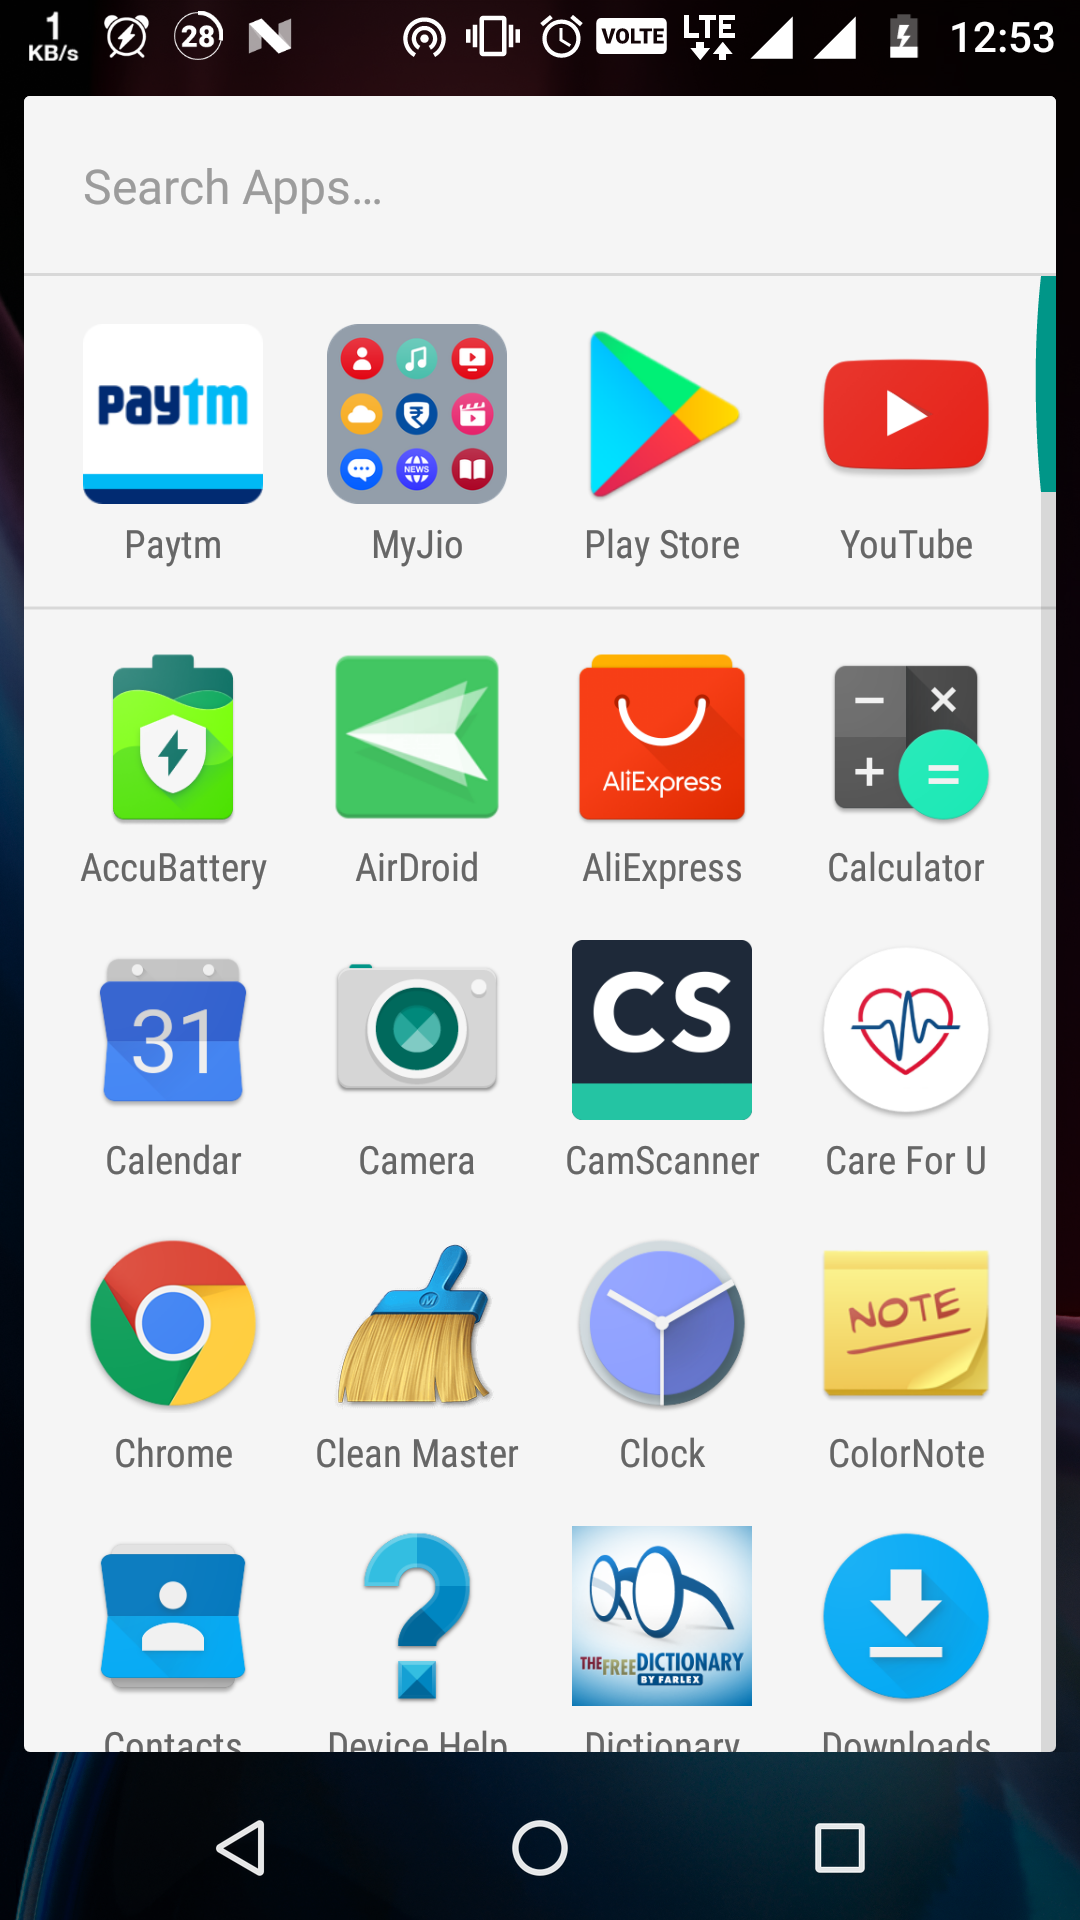 1
KB/s
28
VOLTE
LTE
12:53
Search Apps...
paytm
NEWS
Paytm
MyJio
Play Store
YouTube
AliExpress
AccuBattery
AirDroid
AliExpress
Calculator
31
CS
Calendar
Camera
CamScanner
Care For U
M
NOTE
Chrome
Clean Master
Clock
ColorNote
THE FREE DICTIONARY
BY FARLEX
Contacts
Device Help
Dictionary
Downloads